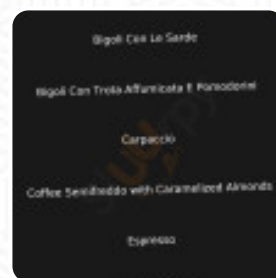 Bigoli Con Le Sarde
Bigoli Con Trota Affumicata E Pomodorini
Carpaccio
Coffee Semifreddo with Caramelized Almonds
Espresso